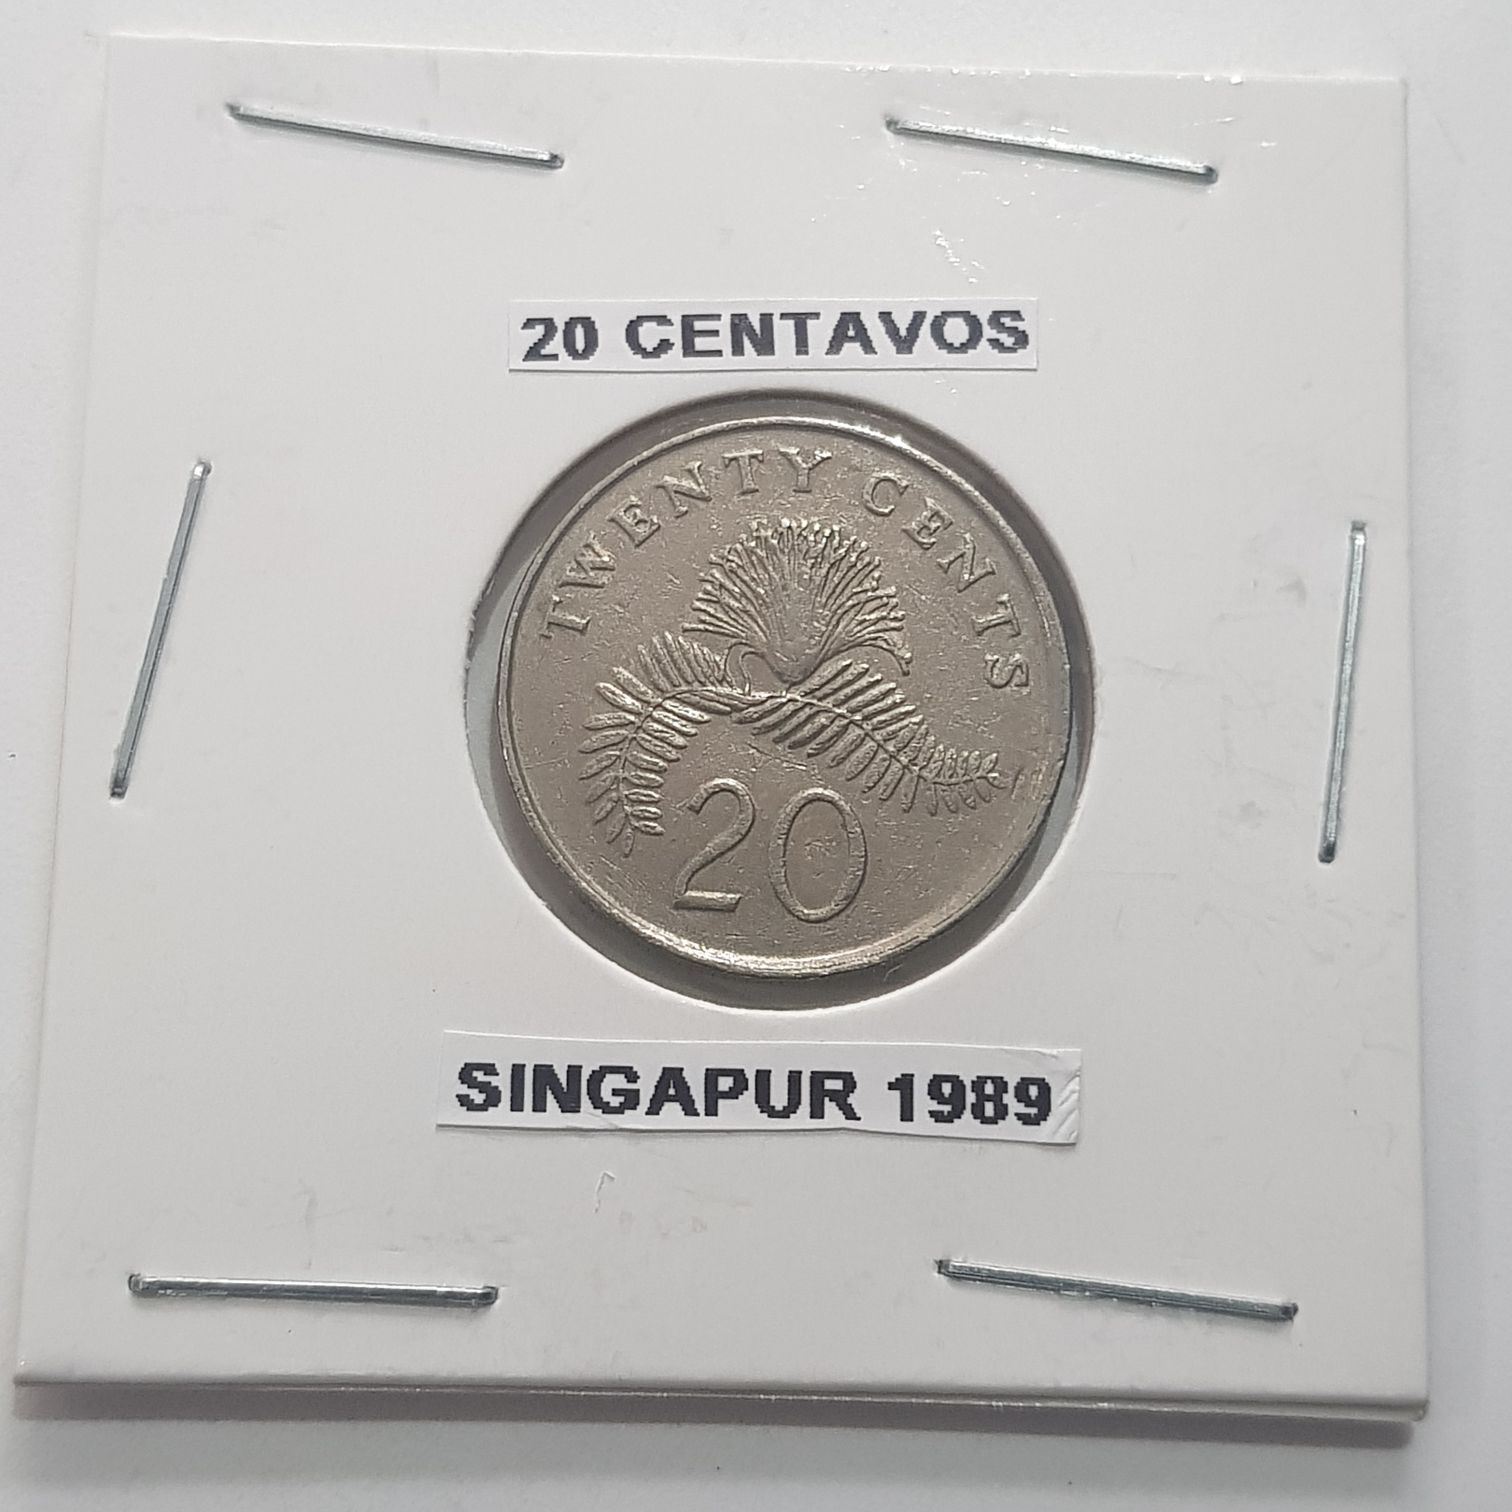 20 CENTAVOS
TWENTY CENTS
20
SINGAPUR 1989